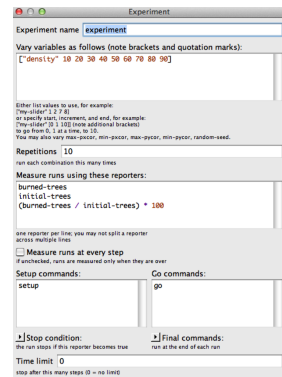 Experiment
Experiment name experiment
Vary variables as follows (note brackets and quotation marks):
["density" 10 20 30 40 50 60 70 80 90]
Either list values to use, for example:
["my-slider" 1 2 7 8]
or specify start, increment, and end, for example:
["my-slider" [0 1 10]] (note additional brackets)
to go from 0, 1 at a time, to 10.
You may also vary max-pxcor, min-pxcor, max-pycor, min-pycor, random-seed.
Repetitions 10
run each combination this many times
Measure runs using these reporters:
burned-trees
initial-trees
(burned-trees / initial-trees) * 100
one reporter per line; you may not split a reporter
across multiple lines
Measure runs at every step
if unchecked, runs are measured only when they are over
Setup commands: Go commands:
setup go
Stop condition: Final commands:
the run stops if this reporter becomes true run at the end of each run
Time limit 0
stop after this many steps (0 = no limit)